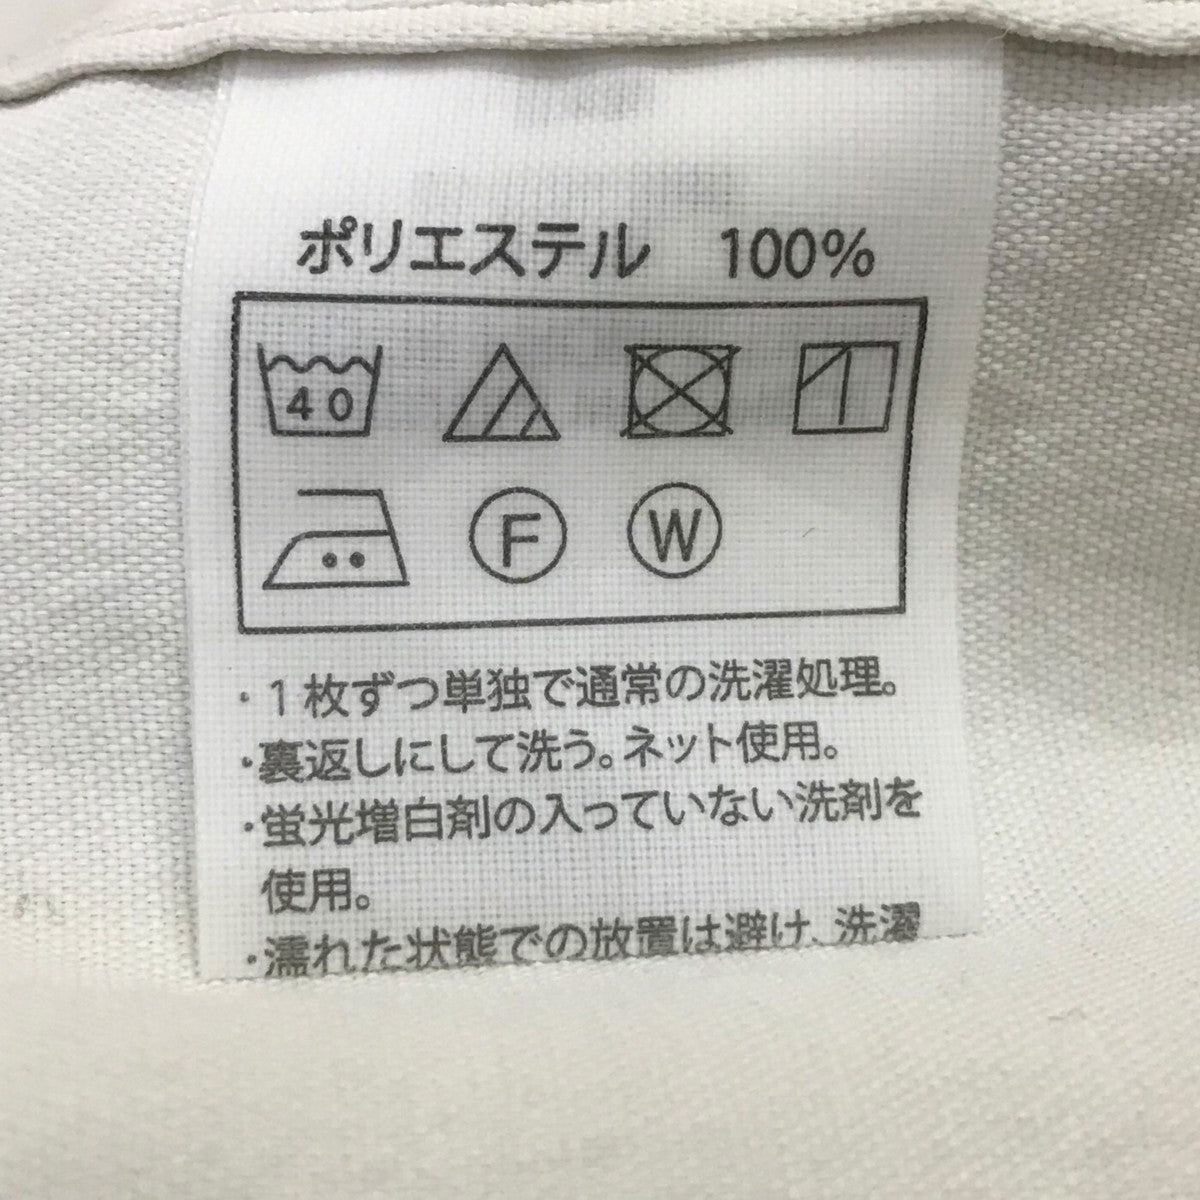 ポリエステル 100%
40
F W
・1枚ずつ単独で通常の洗濯処理。
・裏返しにして洗う。ネット使用。
・蛍光増白剤の入っていない洗剤を
使用。
・濡れた状態での放置は避け、洗濯